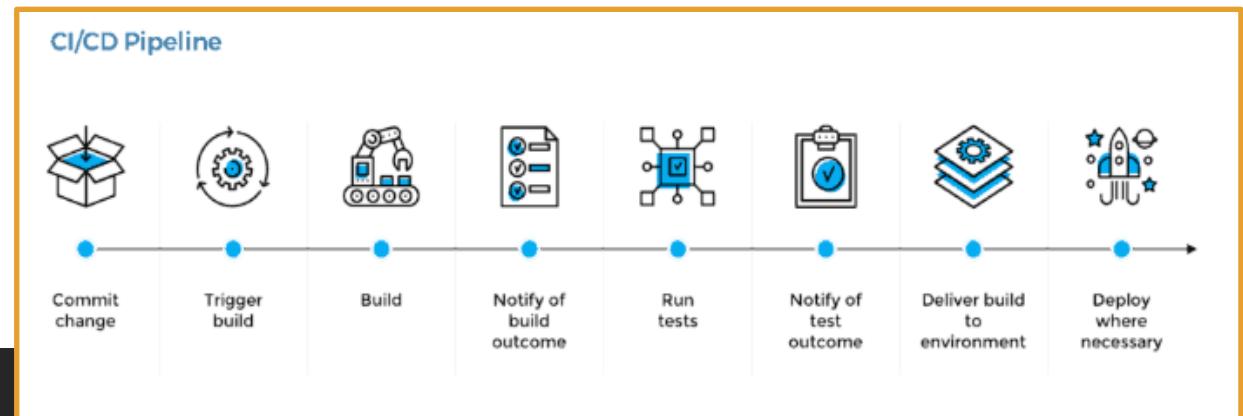 CI/CD Pipeline
Commit
change
Trigger
build
Build
Notify of
build
outcome
Run
tests
Notify of
test
outcome
Deliver build
to
environment
Deploy
where
necessary